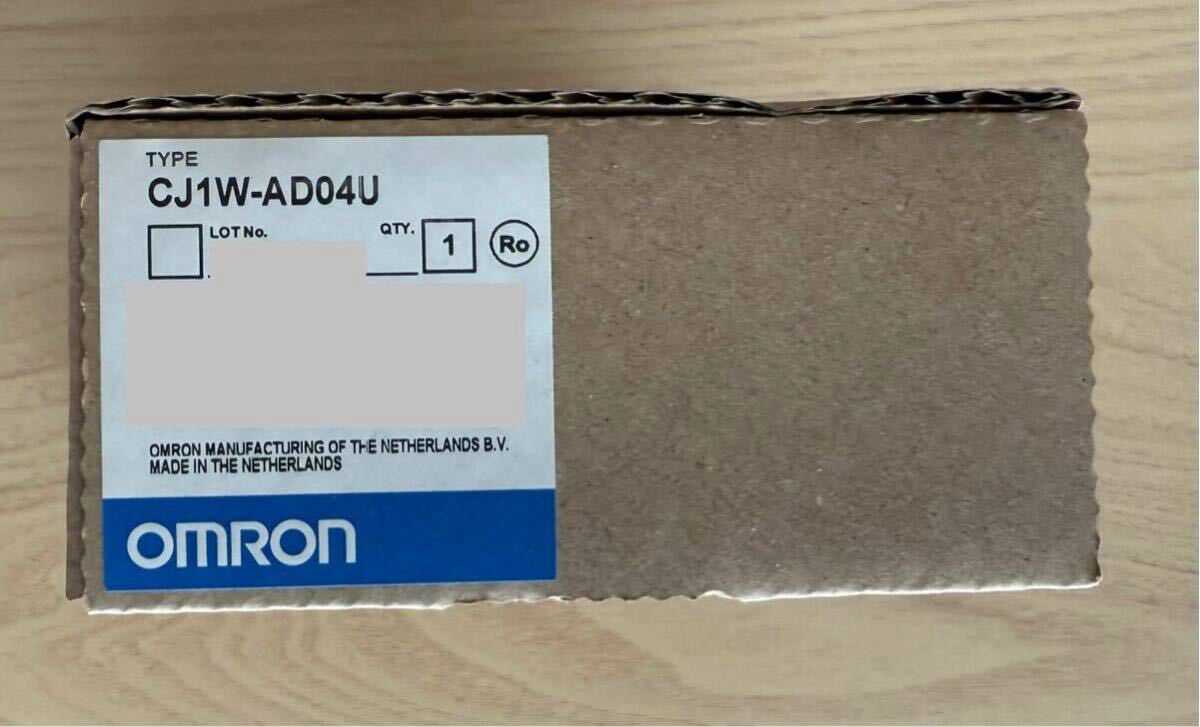 TYPE
CJ1W-AD04U
LOT No.
QTY.
1
Ro
OMRON MANUFACTURING OF THE NETHERLANDS B.V.
MADE IN THE NETHERLANDS
OMRON